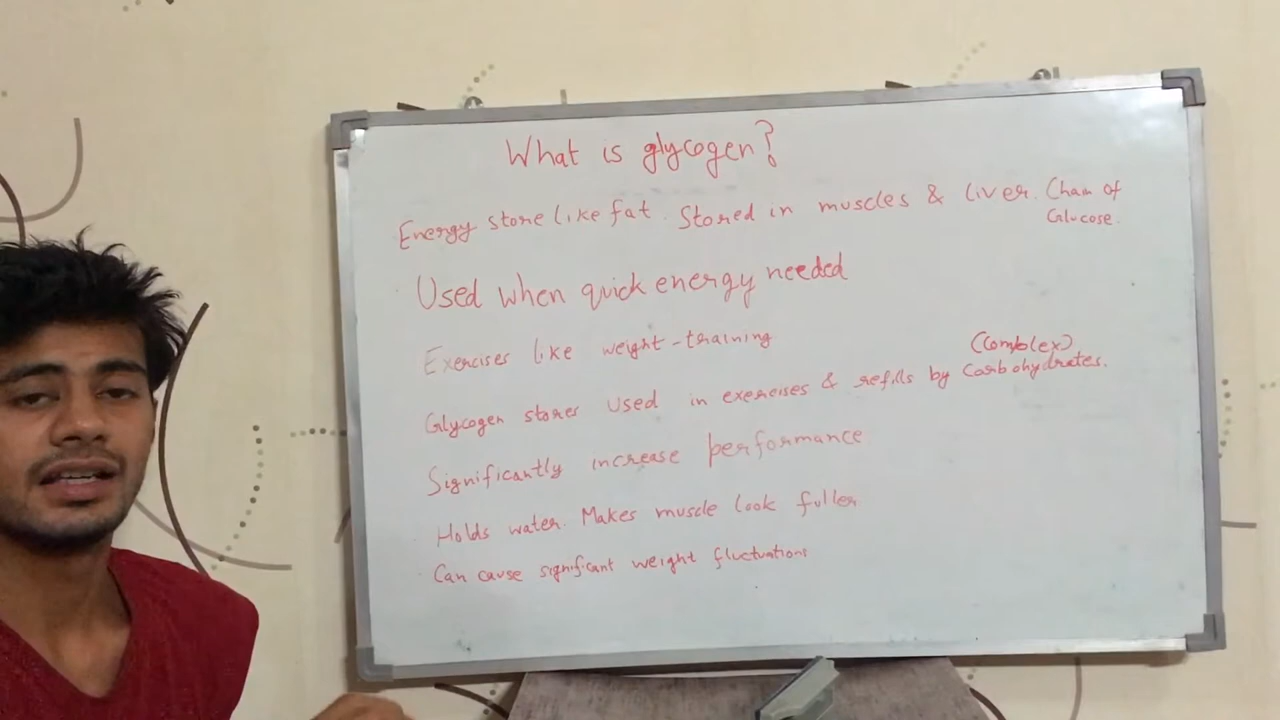 What is glycogen?
Energy store like fat. Stored in muscles & liver. Chain of
Glucose.
Used when quick energy needed
Exercises like weight-training
(Complex)
Glycogen stores used in exercises & refills by Carbohydrates.
Significantly increase performance
Holds water. Makes muscle look fuller
Can cause significant weight fluctuations